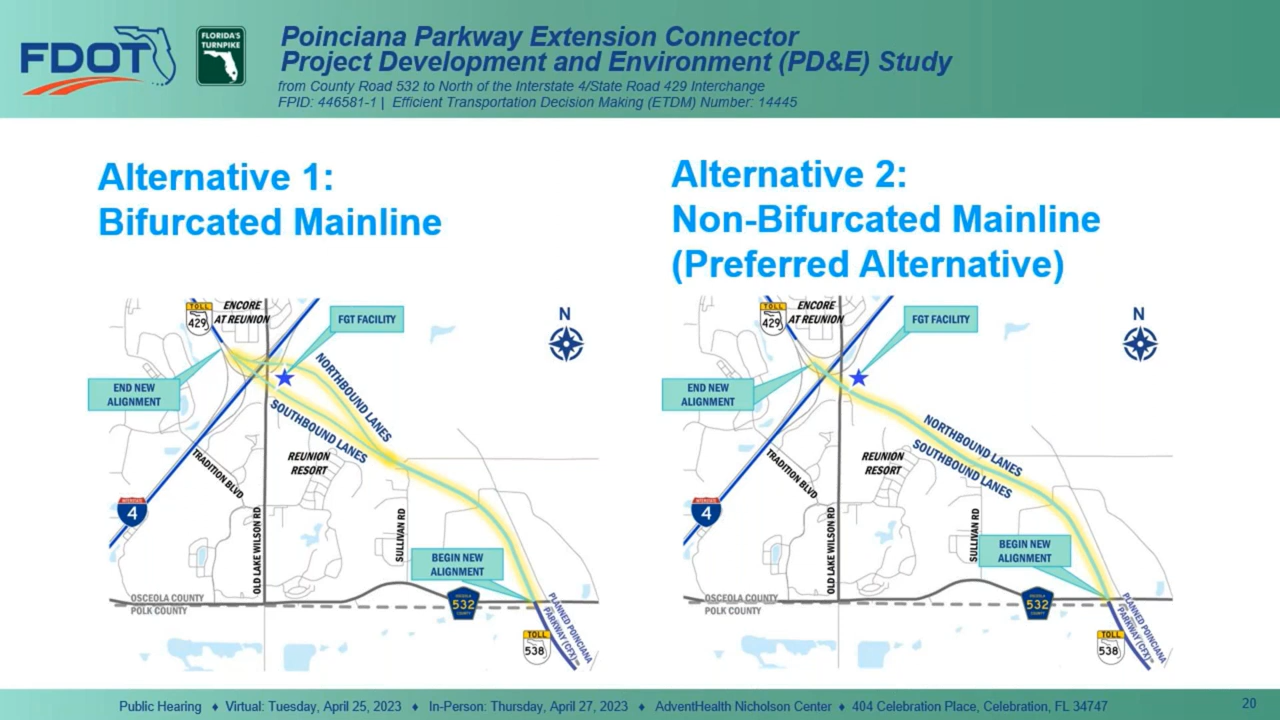 FDOT
FLORIDA'S
TURNPIKE
Poinciana Parkway Extension Connector
Project Development and Environment (PD&E) Study
from County Road 532 to North of the Interstate 4/State Road 429 Interchange
FPID: 446581-1 | Efficient Transportation Decision Making (ETDM) Number: 14445
Alternative 1:
Bifurcated Mainline
TOLL
429
ENCORE
AT REUNION
FGT FACILITY
N
END NEW
ALIGNMENT
NORTHBOUND LANES
SOUTHBOUND LANES
TRADITION BLVD
REUNION
RESORT
INTERSTATE
4
OLD LAKE WILSON RD
SULLIVAN RD
BEGIN NEW
ALIGNMENT
OSCEOLA COUNTY
POLK COUNTY
OSCEOLA
532
COUNTY
PLANNED POINCIANA
PARKWAY (CFX)
TOLL
538
Alternative 2:
Non-Bifurcated Mainline
(Preferred Alternative)
TOLL
429
ENCORE
AT REUNION
FGT FACILITY
N
END NEW
ALIGNMENT
NORTHBOUND LANES
SOUTHBOUND LANES
TRADITION BLVD
REUNION
RESORT
INTERSTATE
4
OLD LAKE WILSON RD
SULLIVAN RD
BEGIN NEW
ALIGNMENT
OSCEOLA COUNTY
POLK COUNTY
OSCEOLA
532
COUNTY
PLANNED POINCIANA
PARKWAY (CFX)
TOLL
538
Public Hearing ♦ Virtual: Tuesday, April 25, 2023 ♦ In-Person: Thursday, April 27, 2023 ♦ AdventHealth Nicholson Center ♦ 404 Celebration Place, Celebration, FL 34747
20